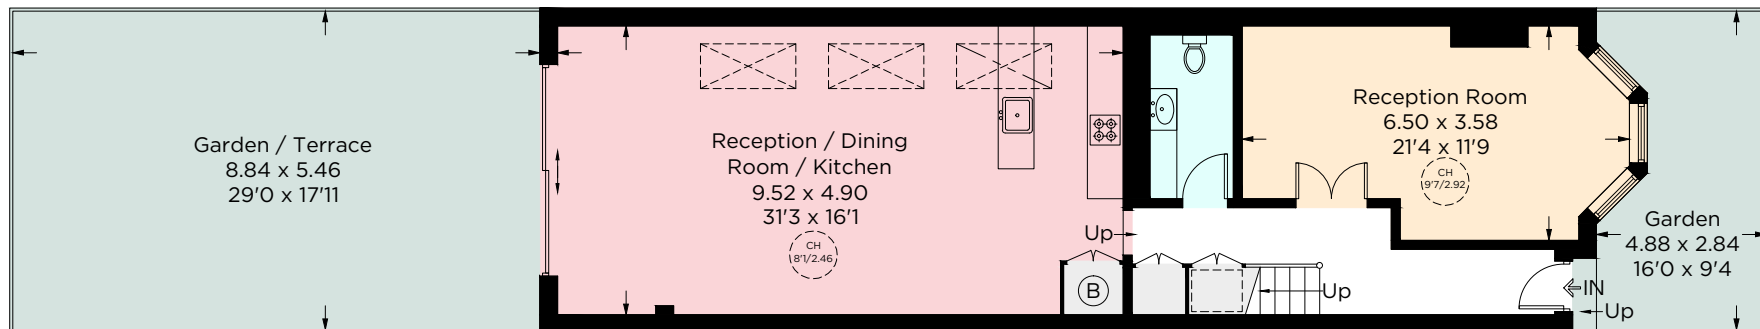 Garden / Terrace
8.84 x 5.46
29'0 x 17'11
Reception / Dining
Room / Kitchen
9.52 x 4.90
31'3 x 16'1
CH
8'1/2.46
Up
B
Reception Room
6.50 x 3.58
21'4 x 11'9
CH
9'7/2.92
Up
Garden
4.88 x 2.84
16'0 x 9'4
IN
Up